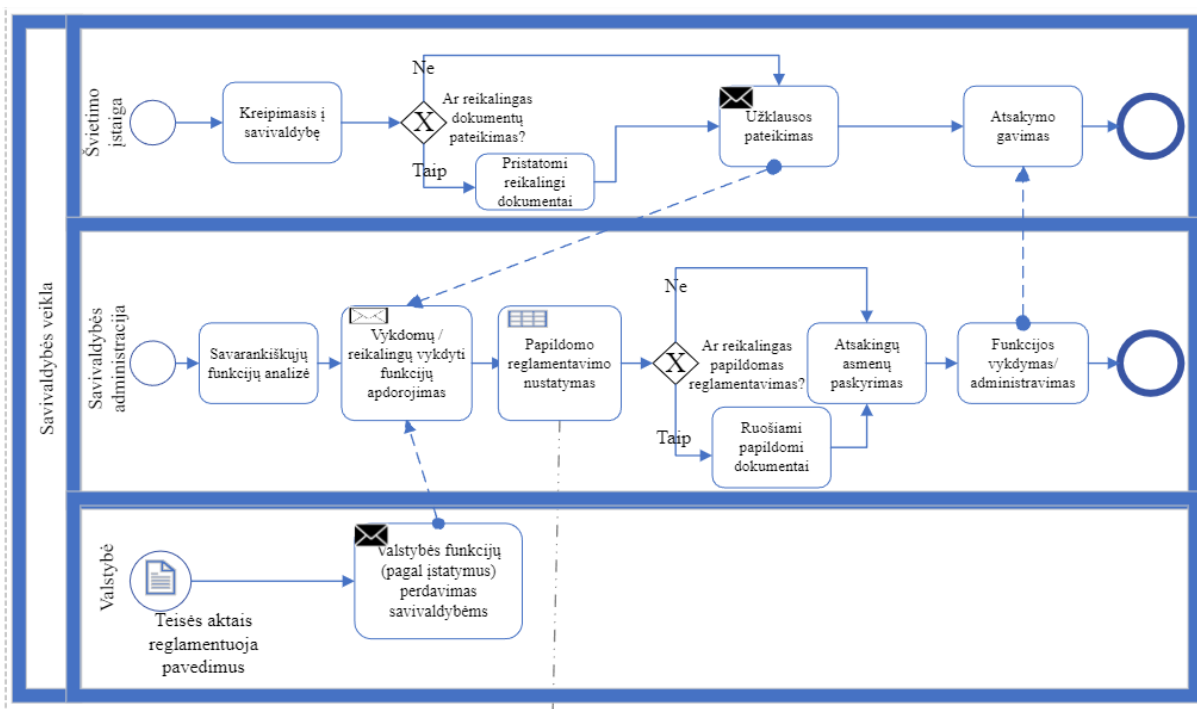 Savivaldybės veikla
Švietimo
įstaiga
Kreipimasis į
savivaldybę
Ne
Ar reikalingas
dokumentų
pateikimas?
X
Taip
Pristatomi
reikalingi
dokumentai
Užklausos
pateikimas
Atsakymo
gavimas
Savivaldybės
administracija
Savarankiškųjų
funkcijų analizė
Vykdomų /
reikalingų vykdyti
funkcijų
apdorojimas
Papildomo
reglamentavimo
nustatymas
Ne
Ar reikalingas
papildomas
reglamentavimas?
X
Taip
Ruošiami
papildomi
dokumentai
Atsakingų
asmenų
paskyrimas
Funkcijos
vykdymas/
administravimas
Valstybė
Teisės aktais
reglamentuoja
pavedimus
Valstybės funkcijų
(pagal įstatymus)
perdavimas
savivaldybėms